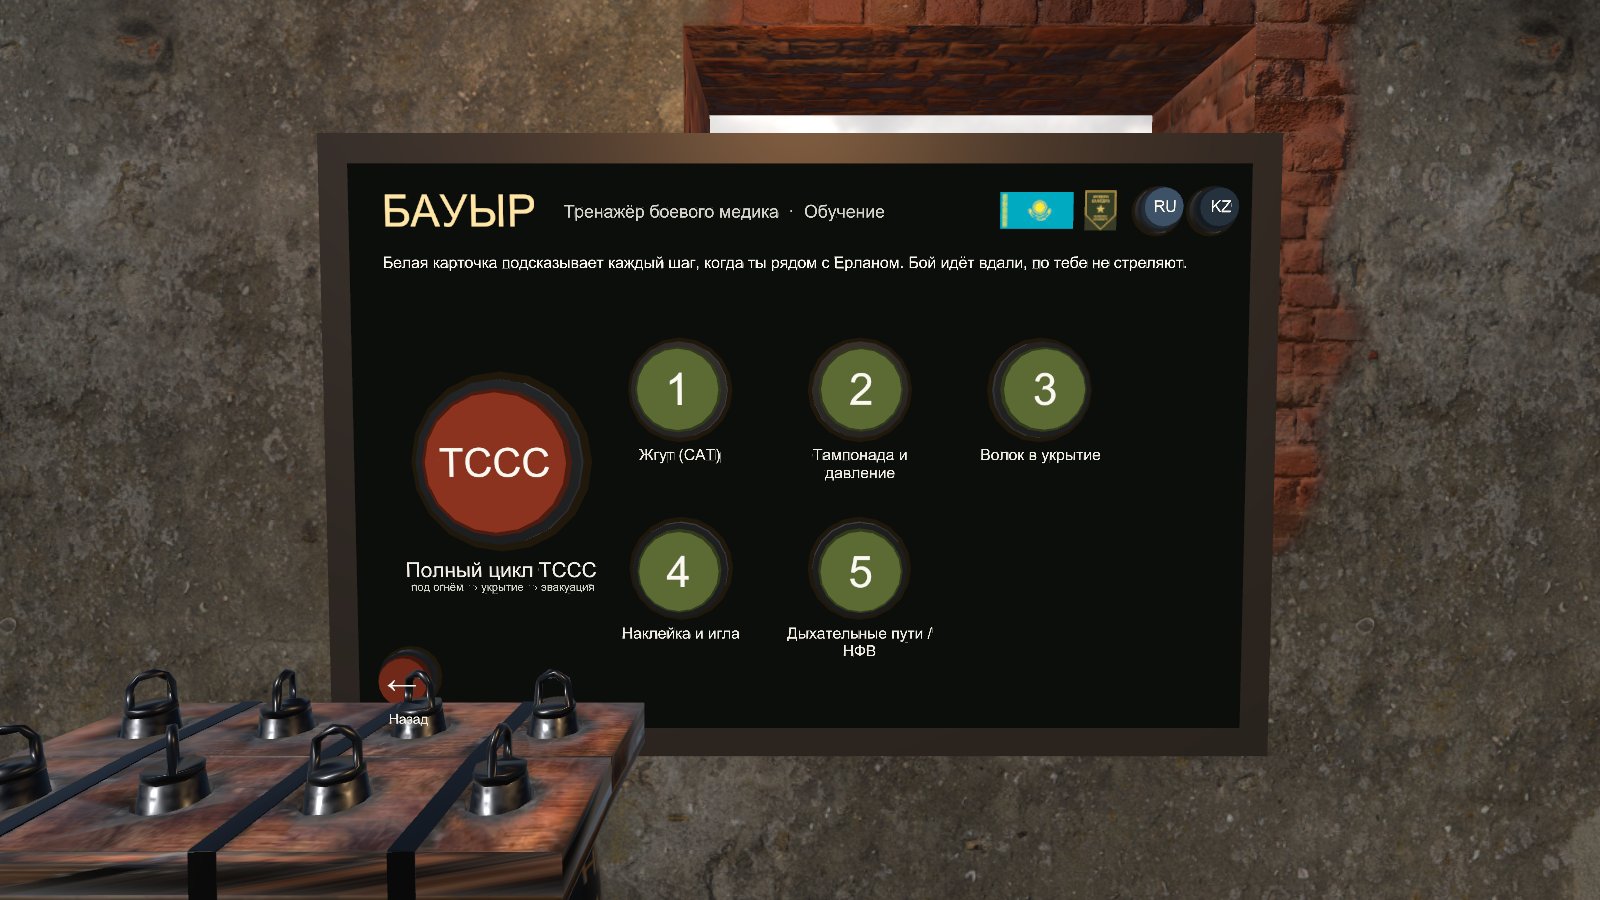 БАУЫР
Тренажёр боевого медика · Обучение
RU
KZ
Белая карточка подсказывает каждый шаг, когда ты рядом с Ерланом. Бой идёт вдали, по тебе не стреляют.
1
2
3
Жгут (CAT)
Тампонада и
давление
Волок в укрытие
TCCC
Полный цикл TCCC
под огнём → укрытие → эвакуация
4
5
Наклейка и игла
Дыхательные пути /
НФВ
←
Назад